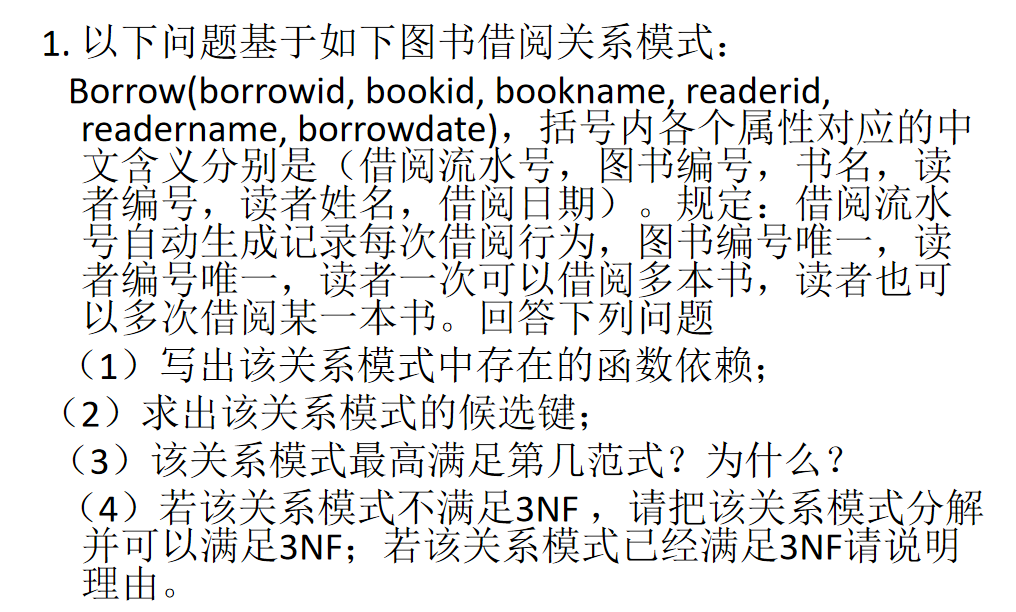 1. 以下问题基于如下图书借阅关系模式：
Borrow(borrowid, bookid, bookname, readerid,
readername, borrowdate)，括号内各个属性对应的中
文含义分别是（借阅流水号，图书编号，书名，读
者编号，读者姓名，借阅日期）。规定：借阅流水
号自动生成记录每次借阅行为，图书编号唯一，读
者编号唯一，读者一次可以借阅多本书，读者也可
以多次借阅某一本书。回答下列问题
（1）写出该关系模式中存在的函数依赖；
（2）求出该关系模式的候选键；
（3）该关系模式最高满足第几范式？为什么？
（4）若该关系模式不满足3NF，请把该关系模式分解
并可以满足3NF；若该关系模式已经满足3NF请说明
理由。